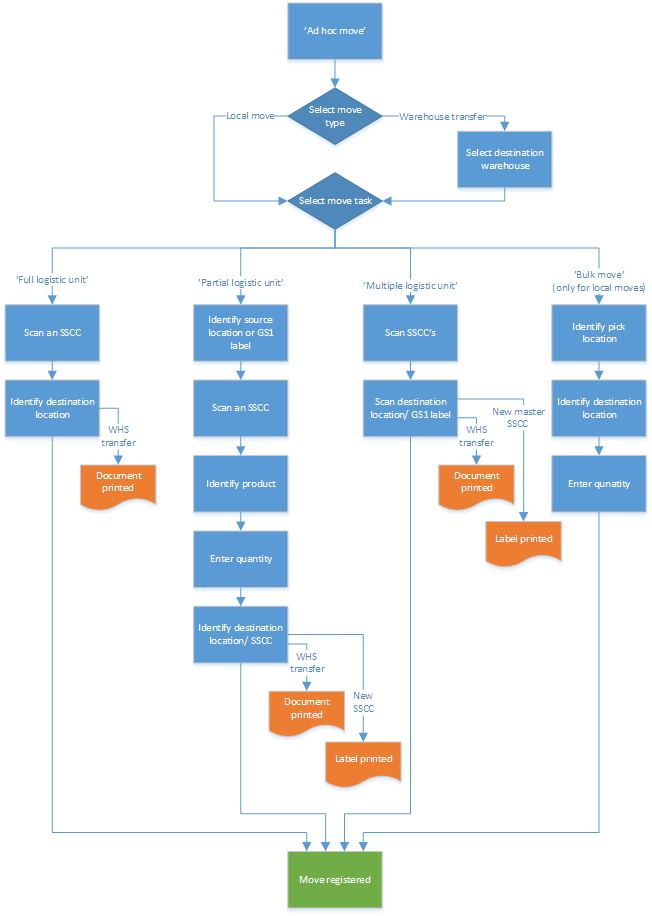 'Ad hoc move'
Select move
type
Local move
Warehouse transfer
Select destination
warehouse
Select move task
'Full logistic unit'
'Partial logistic unit'
'Multiple logistic unit'
'Bulk move'
(only for local moves)
Scan an SSCC
Identify source
location or GS1
label
Scan SSCC's
Identify pick
location
Identify destination
location
Scan an SSCC
Scan destination
location/ GS1 label
Identify destination
location
WHS
transfer
WHS
transfer
New master
SSCC
Document
printed
Identify product
Document
printed
Enter qunatity
Label printed
Enter quantity
Identify destination
location/ SSCC
WHS
transfer
New
SSCC
Document
printed
Label printed
Move registered